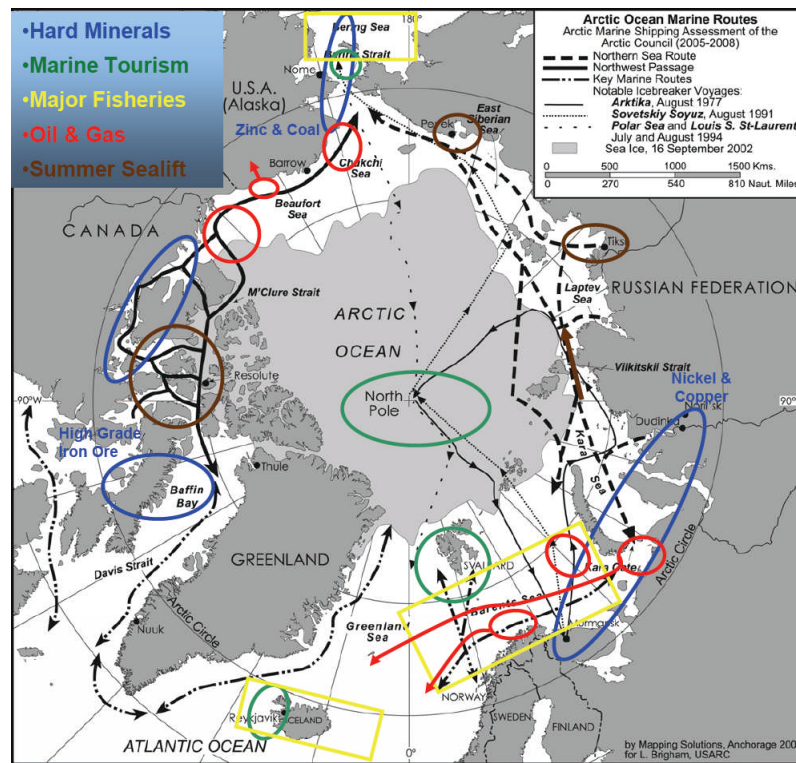 •Hard Minerals
•Marine Tourism
•Major Fisheries
•Oil & Gas
•Summer Sealift
180°
Bering Sea
Bering Strait
Nome
U.S.A.
(Alaska)
Zinc & Coal
Barrow
Chukchi
Sea
Beaufort
Sea
Pevek
East
Siberian
Sea
Arctic Ocean Marine Routes
Arctic Marine Shipping Assessment of the
Arctic Council (2005-2008)
Northern Sea Route
Northwest Passage
Key Marine Routes
Notable Icebreaker Voyages:
Arktika, August 1977
Sovetskiy Soyuz, August 1991
Polar Sea and Louis S. St-Laurent,
July and August 1994
Sea Ice, 16 September 2002
0 500 1000 1500 Kms.
0 270 540 810 Naut. Miles
CANADA
M'Clure Strait
Resolute
ARCTIC
OCEAN
North
Pole
Tiksi
Laptev
Sea
RUSSIAN FEDERATION
Vilkitskii Strait
Nickel &
Copper
Noril'sk
Dudinka
90°
90°W
High Grade
Iron Ore
Thule
Baffin
Bay
Kara
Sea
Davis Strait
GREENLAND
Arctic Circle
Nuuk
SVALBARD
Kara Gate
Barents Sea
Arctic Circle
Greenland
Sea
Murmansk
NORWAY
SWEDEN
FINLAND
Reykjavik
ICELAND
ATLANTIC OCEAN
0°
by Mapping Solutions, Anchorage 200
for L. Brigham, USARC